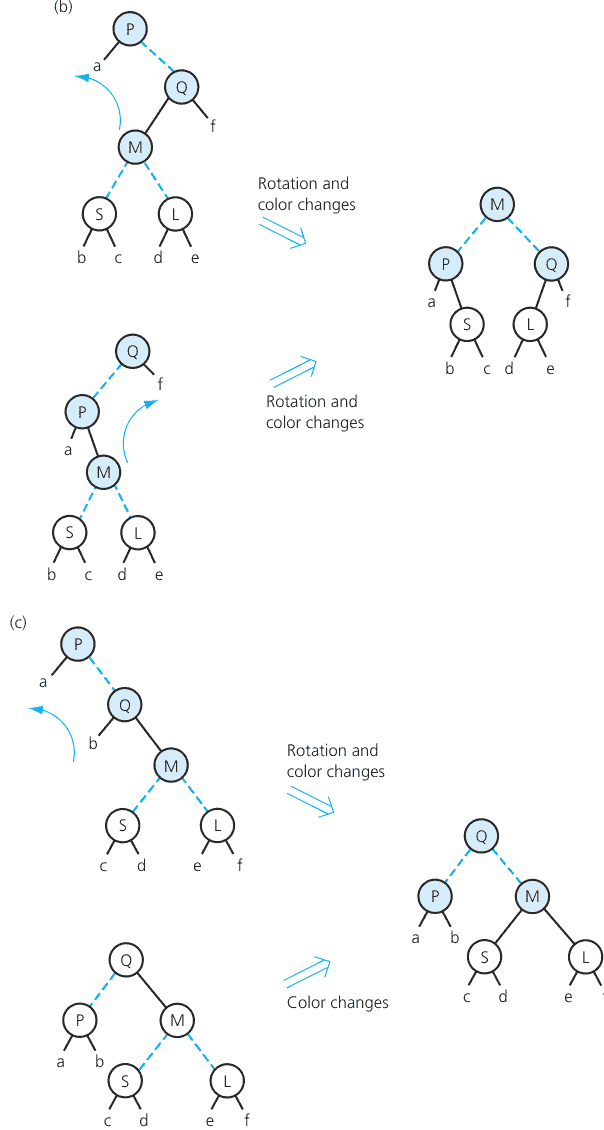 (b)
P
a
Q
f
M
S
L
b c d e
Rotation and
color changes
M
P
Q
a
f
S
L
b c d e
Q
f
P
a
M
S
L
b c d e
Rotation and
color changes
(c)
P
a
Q
b
M
S
L
c d e f
Rotation and
color changes
Q
P
M
a b
S
L
c d e
Q
P
M
a b
S
L
c d e f
Color changes